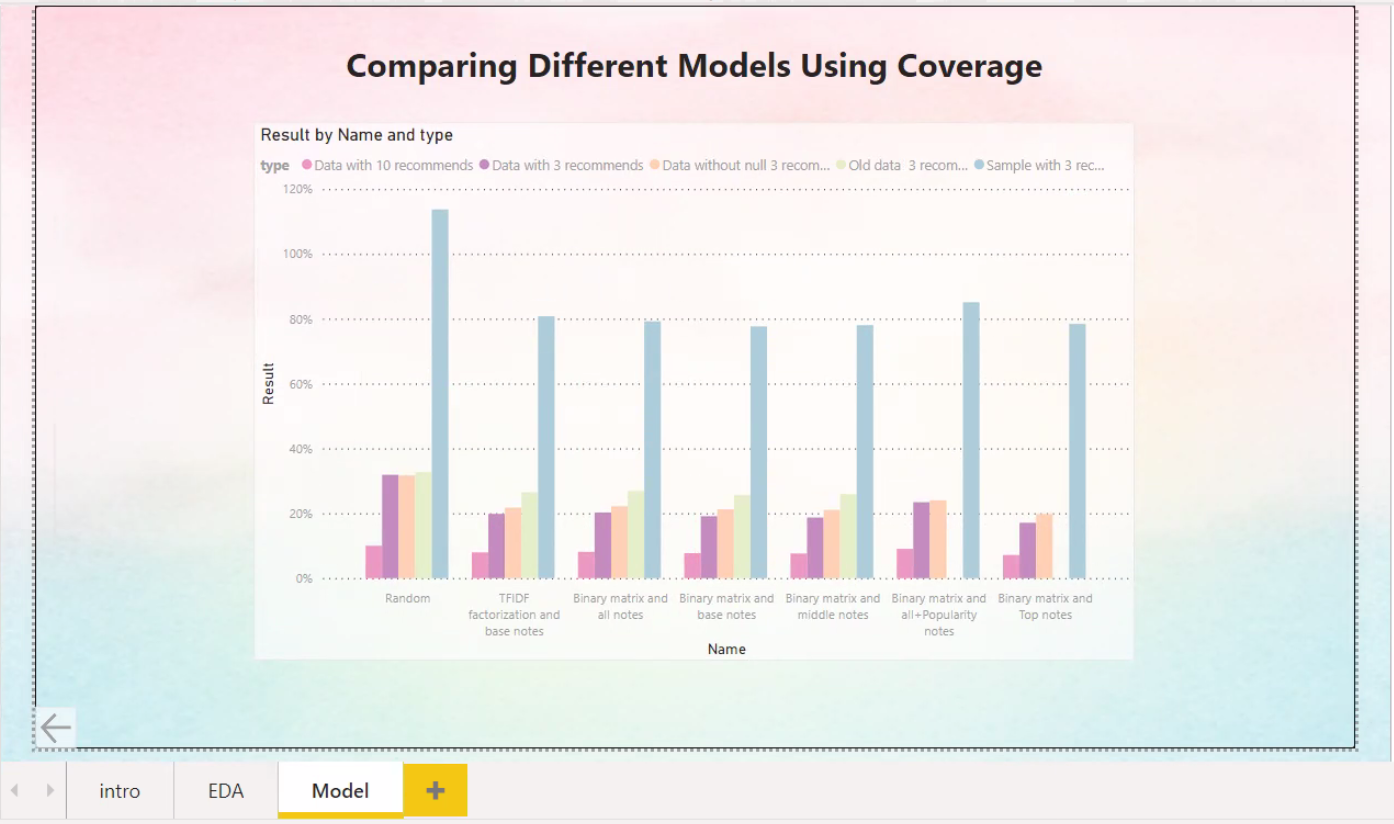 Comparing Different Models Using Coverage
Result by Name and type
type Data with 10 recommends Data with 3 recommends Data without null 3 recom... Old data 3 recom... Sample with 3 rec...
120%
100%
80%
60%
40%
20%
0%
Result
Random
TFIDF
factorization and
base notes
Binary matrix and
all notes
Binary matrix and
base notes
Binary matrix and
middle notes
Binary matrix and
all+Popularity
notes
Binary matrix and
Top notes
Name
intro EDA Model +